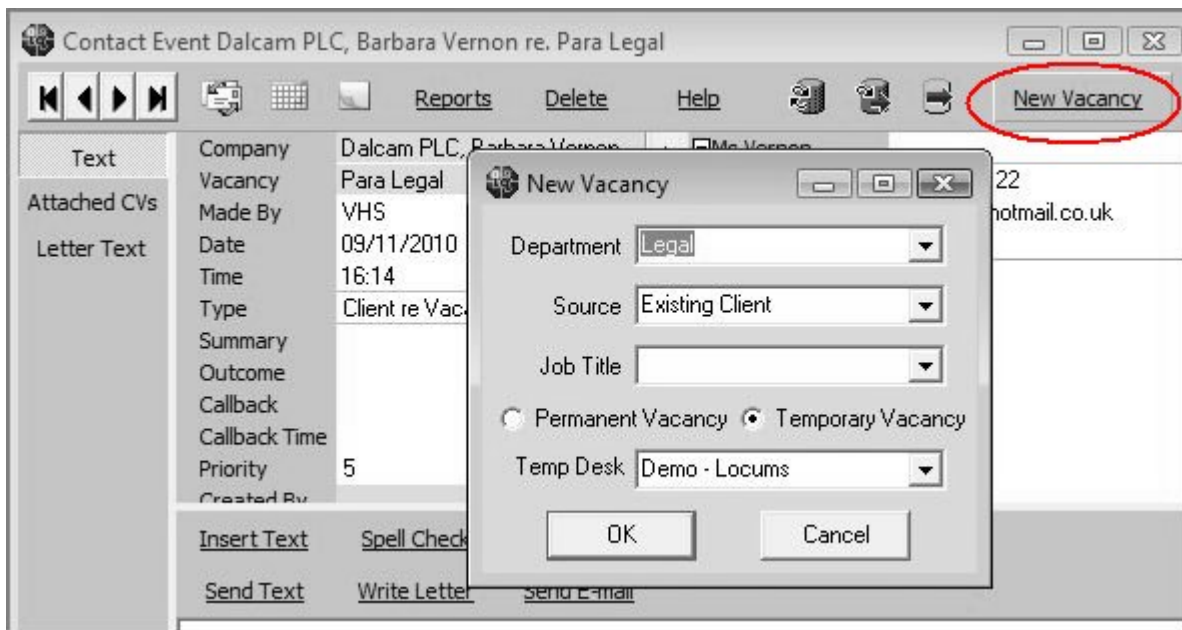 Contact Event Dalcam PLC, Barbara Vernon re. Para Legal
Reports Delete Help New Vacancy
Text
Attached CVs
Letter Text
Company Dalcam PLC, Barbara Vernon Ms Vernon
Vacancy Para Legal 22
Made By VHS hotmail.co.uk
Date 09/11/2010
Time 16:14
Type Client re Vac
Summary
Outcome
Callback
Callback Time
Priority 5
Created By
New Vacancy
Department Legal
Source Existing Client
Job Title
Permanent Vacancy Temporary Vacancy
Temp Desk Demo - Locums
OK Cancel
Insert Text Spell Check
Send Text Write Letter Send E-mail